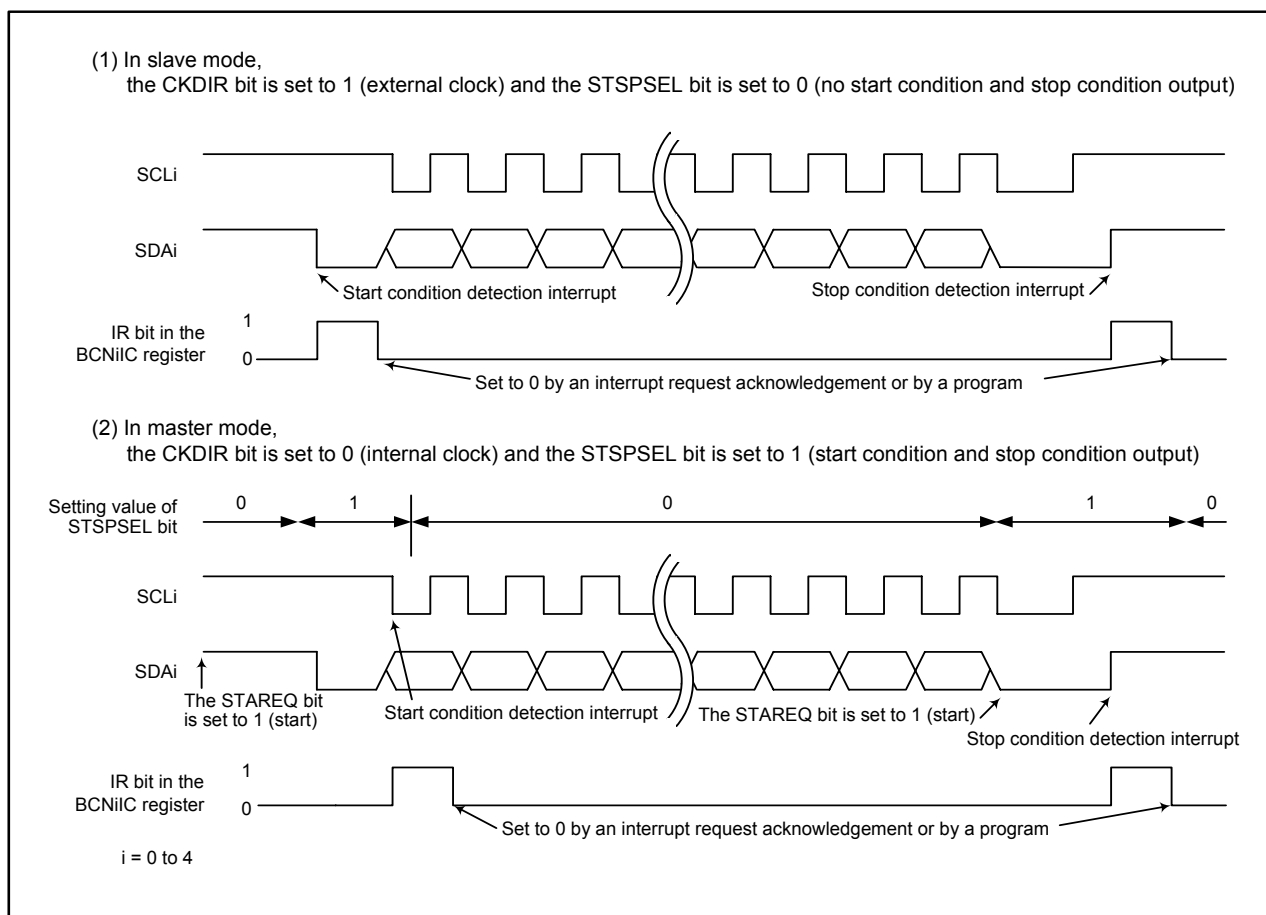 (1) In slave mode,
the CKDIR bit is set to 1 (external clock) and the STSPSEL bit is set to 0 (no start condition and stop condition output)
SCLi
SDAi
Start condition detection interrupt
Stop condition detection interrupt
IR bit in the
BCNiIC register
1
0
Set to 0 by an interrupt request acknowledgement or by a program
(2) In master mode,
the CKDIR bit is set to 0 (internal clock) and the STSPSEL bit is set to 1 (start condition and stop condition output)
Setting value of
STSPSEL bit
0
1
0
1
0
SCLi
SDAi
The STAREQ bit
is set to 1 (start)
Start condition detection interrupt
The STAREQ bit is set to 1 (start)
Stop condition detection interrupt
IR bit in the
BCNiIC register
1
0
Set to 0 by an interrupt request acknowledgement or by a program
i = 0 to 4